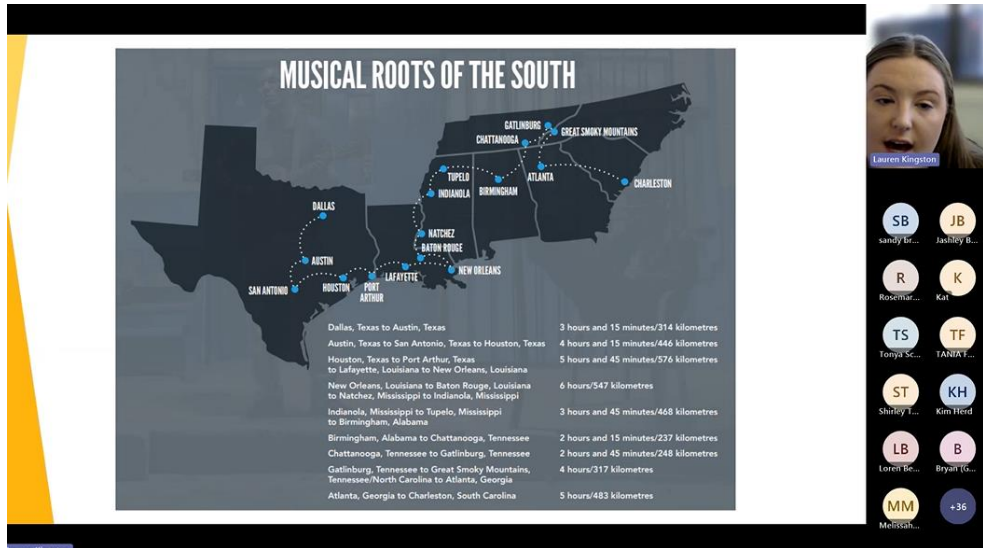 MUSICAL ROOTS OF THE SOUTH
GATLINBURG
GREAT SMOKY MOUNTAINS
CHATTANOOGA
TUPELO
BIRMINGHAM
ATLANTA
CHARLESTON
INDIANOLA
DALLAS
NATCHEZ
BATON ROUGE
AUSTIN
LAFAYETTE
NEW ORLEANS
SAN ANTONIO
HOUSTON
PORT
ARTHUR
Dallas, Texas to Austin, Texas 3 hours and 15 minutes/314 kilometres
Austin, Texas to San Antonio, Texas to Houston, Texas 4 hours and 15 minutes/446 kilometres
Houston, Texas to Port Arthur, Texas 5 hours and 45 minutes/576 kilometres
to Lafayette, Louisiana to New Orleans, Louisiana
New Orleans, Louisiana to Baton Rouge, Louisiana 6 hours/547 kilometres
to Natchez, Mississippi to Indianola, Mississippi
Indianola, Mississippi to Tupelo, Mississippi 3 hours and 45 minutes/468 kilometres
to Birmingham, Alabama
Birmingham, Alabama to Chattanooga, Tennessee 2 hours and 15 minutes/237 kilometres
Chattanooga, Tennessee to Gatlinburg, Tennessee 2 hours and 45 minutes/248 kilometres
Gatlinburg, Tennessee to Great Smoky Mountains, 4 hours/317 kilometres
Tennessee/North Carolina to Atlanta, Georgia
Atlanta, Georgia to Charleston, South Carolina 5 hours/483 kilometres
Lauren Kingston
SB
sandy br...
JB
Jashley B...
R
Rosemar...
K
Kat
TS
Tonya Sc...
TF
TANIA F...
ST
Shirley T...
KH
Kim Herd
LB
Loren Be...
B
Bryan (G...
MM
Melissah...
+36